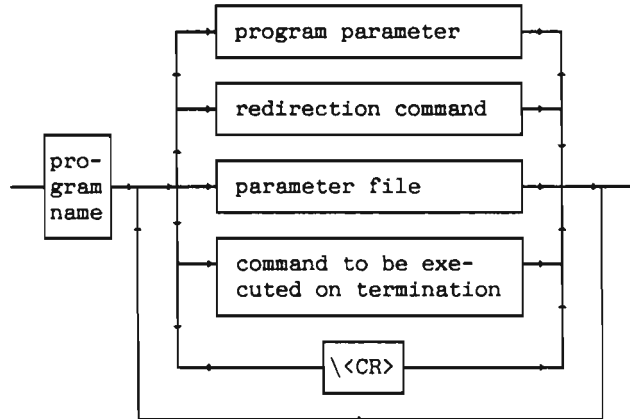 program parameter
redirection command
pro-
gram
name
parameter file
command to be exe-
cuted on termination
\<CR>